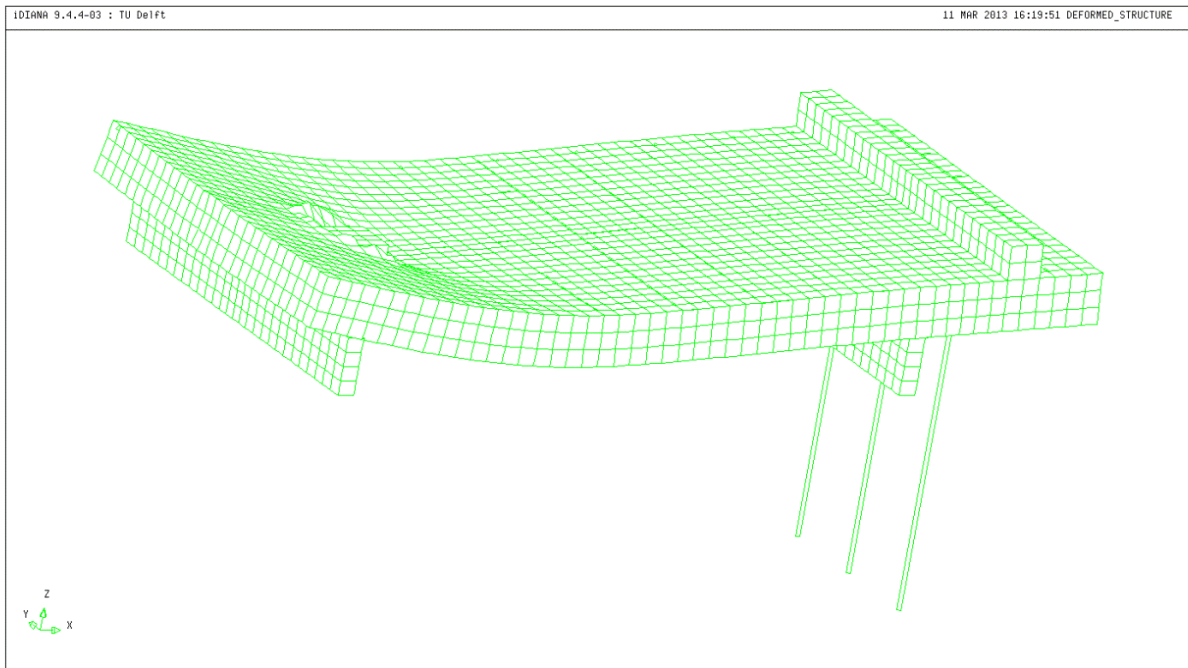 iDIANA 9.4.4-03 : TU Delft
11 MAR 2013 16:19:51 DEFORMED_STRUCTURE
Z
Y
X